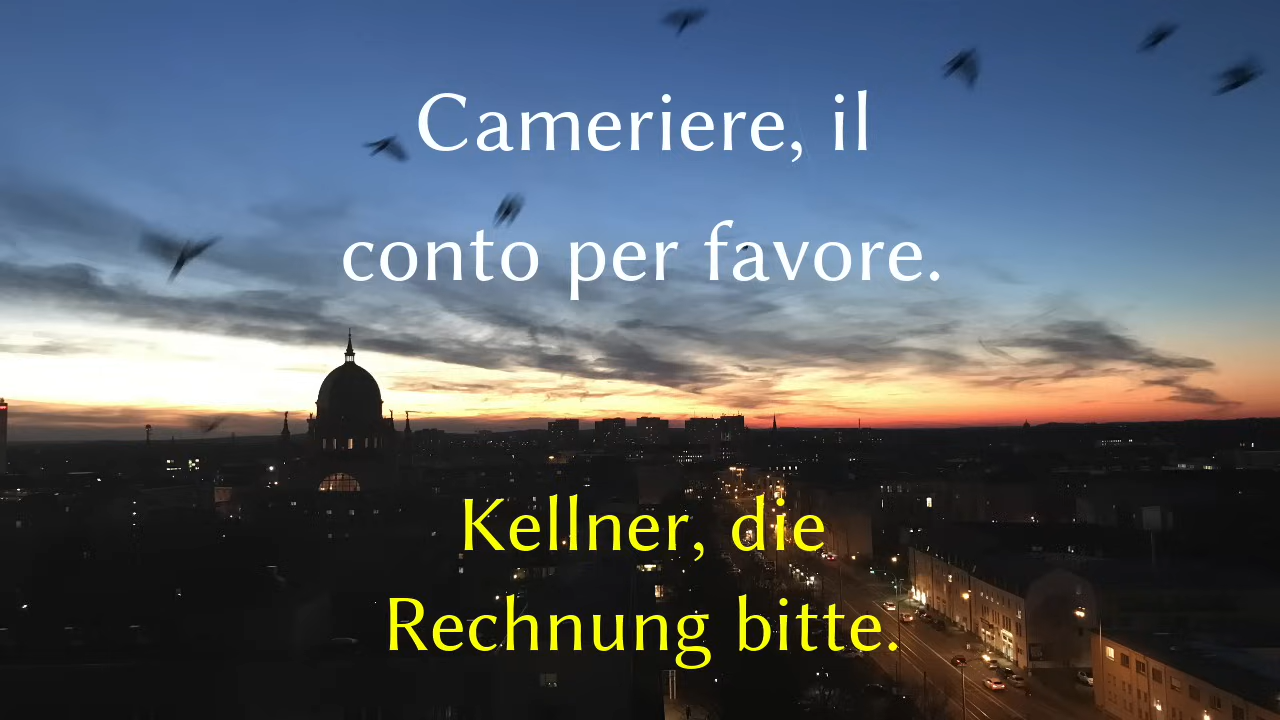 Cameriere, il
conto per favore.
Kellner, die
Rechnung bitte.